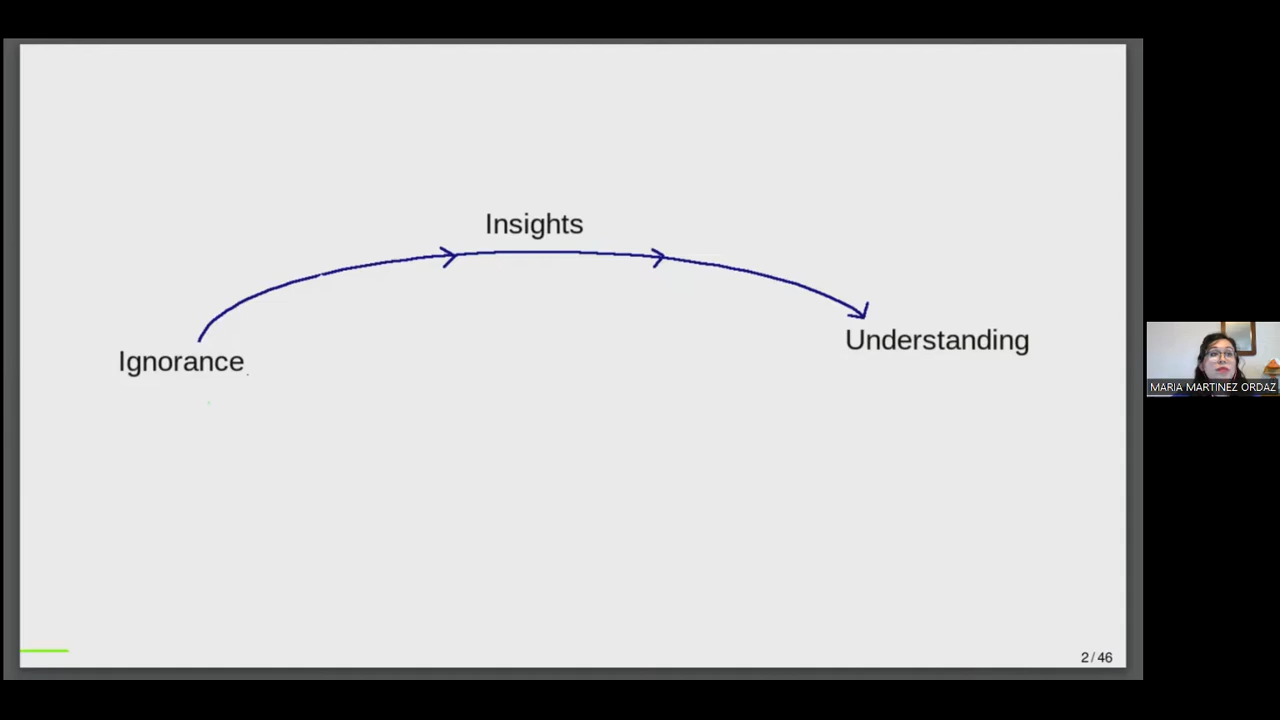 Insights
Ignorance
Understanding
MARIA MARTINEZ ORDAZ
2 / 46